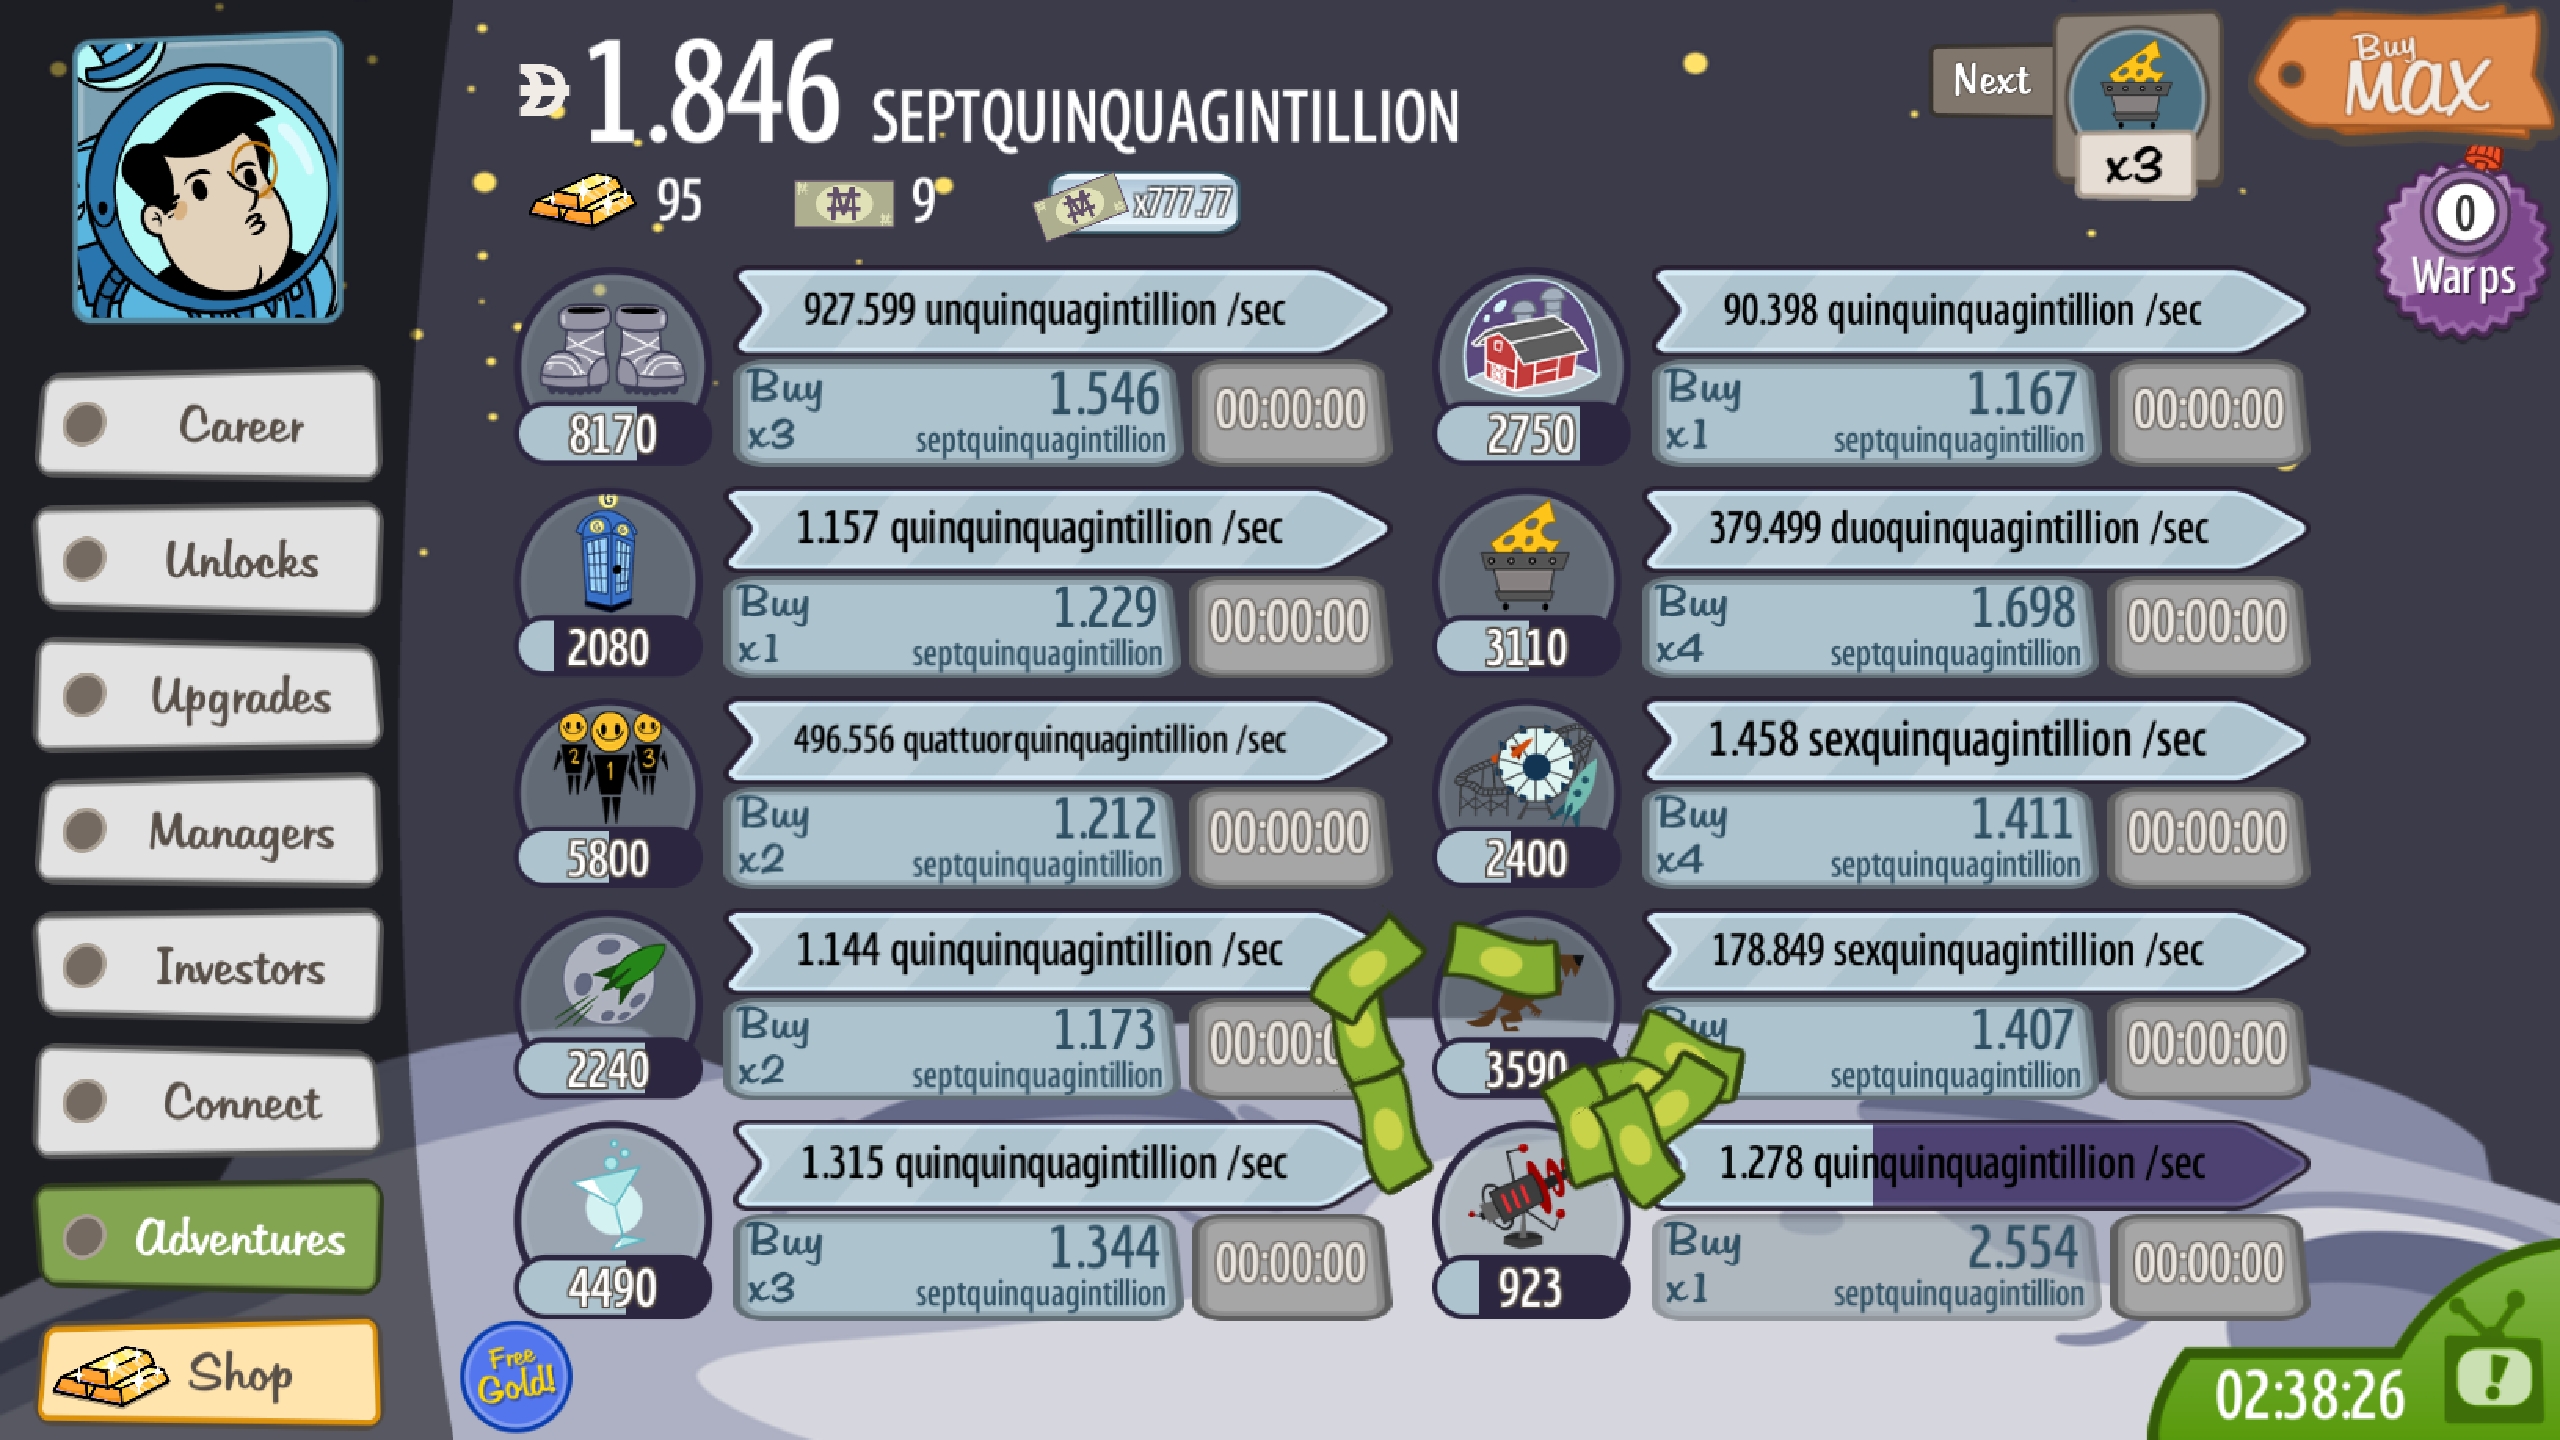 1.846 SEPTQUINQUAGINTILLION
95
9
x777.77
Next
x3
Buy
MAX
0
Warps
Career
Unlocks
Upgrades
Managers
Investors
Connect
Adventures
Shop
927.599 unquinquagintillion /sec
8170
Buy
x3
1.546
septquinquagintillion
00:00:00
90.398 quinquinquagintillion /sec
2750
Buy
x1
1.167
septquinquagintillion
00:00:00
G
1.157 quinquinquagintillion /sec
2080
Buy
x1
1.229
septquinquagintillion
00:00:00
379.499 duoquinquagintillion /sec
3110
Buy
x4
1.698
septquinquagintillion
00:00:00
2 1 3
496.556 quattuorquinquagintillion /sec
5800
Buy
x2
1.212
septquinquagintillion
00:00:00
1.458 sexquinquagintillion /sec
2400
Buy
x4
1.411
septquinquagintillion
00:00:00
1.144 quinquinquagintillion /sec
2240
Buy
x2
1.173
septquinquagintillion
00:00:0
178.849 sexquinquagintillion /sec
3590
Buy
1.407
septquinquagintillion
00:00:00
1.315 quinquinquagintillion /sec
4490
Buy
x3
1.344
septquinquagintillion
00:00:00
1.278 quinquinquagintillion /sec
923
Buy
x1
2.554
septquinquagintillion
00:00:00
Free
Gold!
02:38:26
!